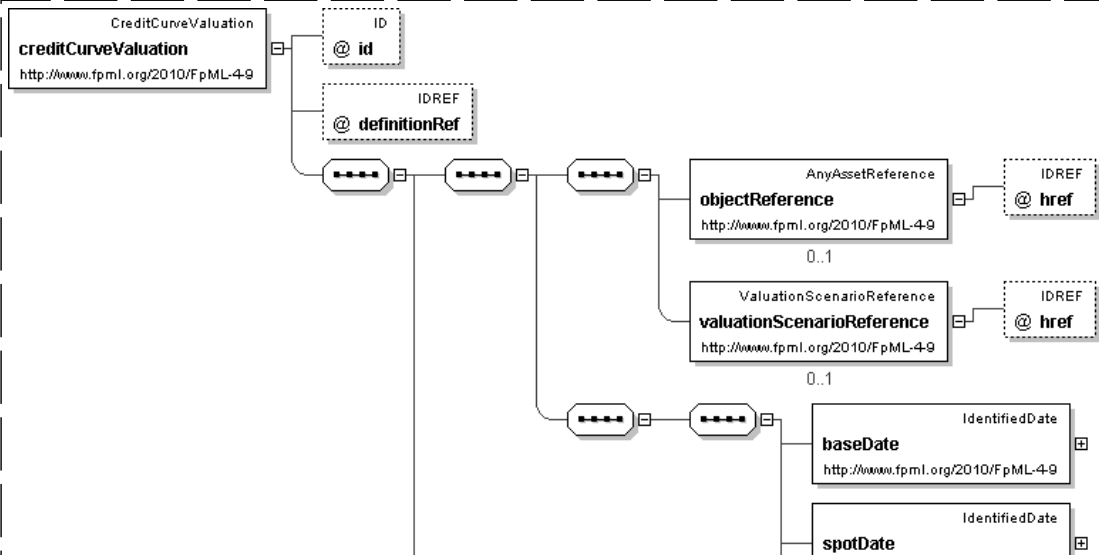 CreditCurveValuation
creditCurveValuation
http://www.fpml.org/2010/FpML-4-9
ID
@ id
IDREF
@ definitionRef
AnyAssetReference
objectReference
http://www.fpml.org/2010/FpML-4-9
0..1
IDREF
@ href
ValuationScenarioReference
valuationScenarioReference
http://www.fpml.org/2010/FpML-4-9
0..1
IDREF
@ href
IdentifiedDate
baseDate
http://www.fpml.org/2010/FpML-4-9
IdentifiedDate
spotDate